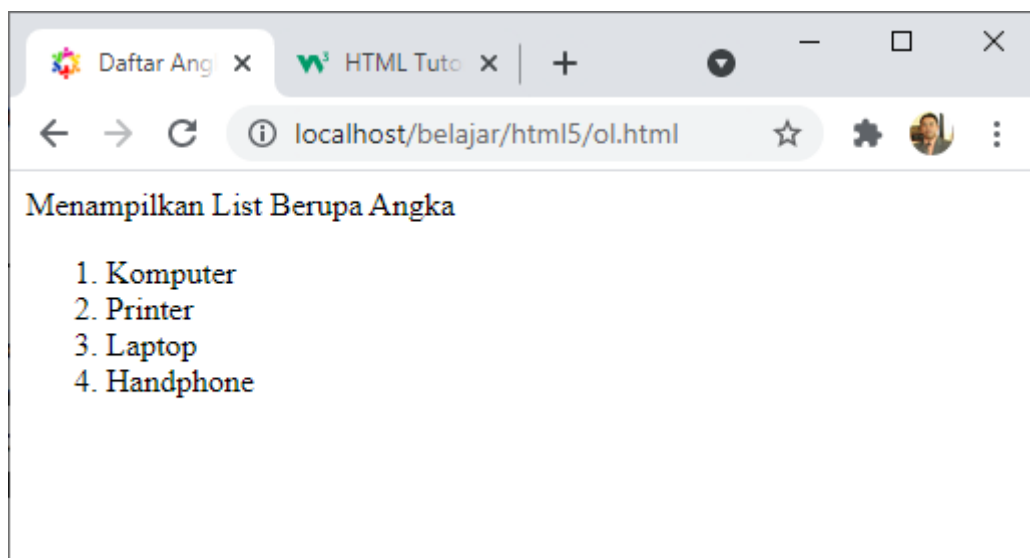 Daftar Ang
W3 HTML Tuto
localhost/belajar/html5/ol.html
Menampilkan List Berupa Angka
1. Komputer
2. Printer
3. Laptop
4. Handphone